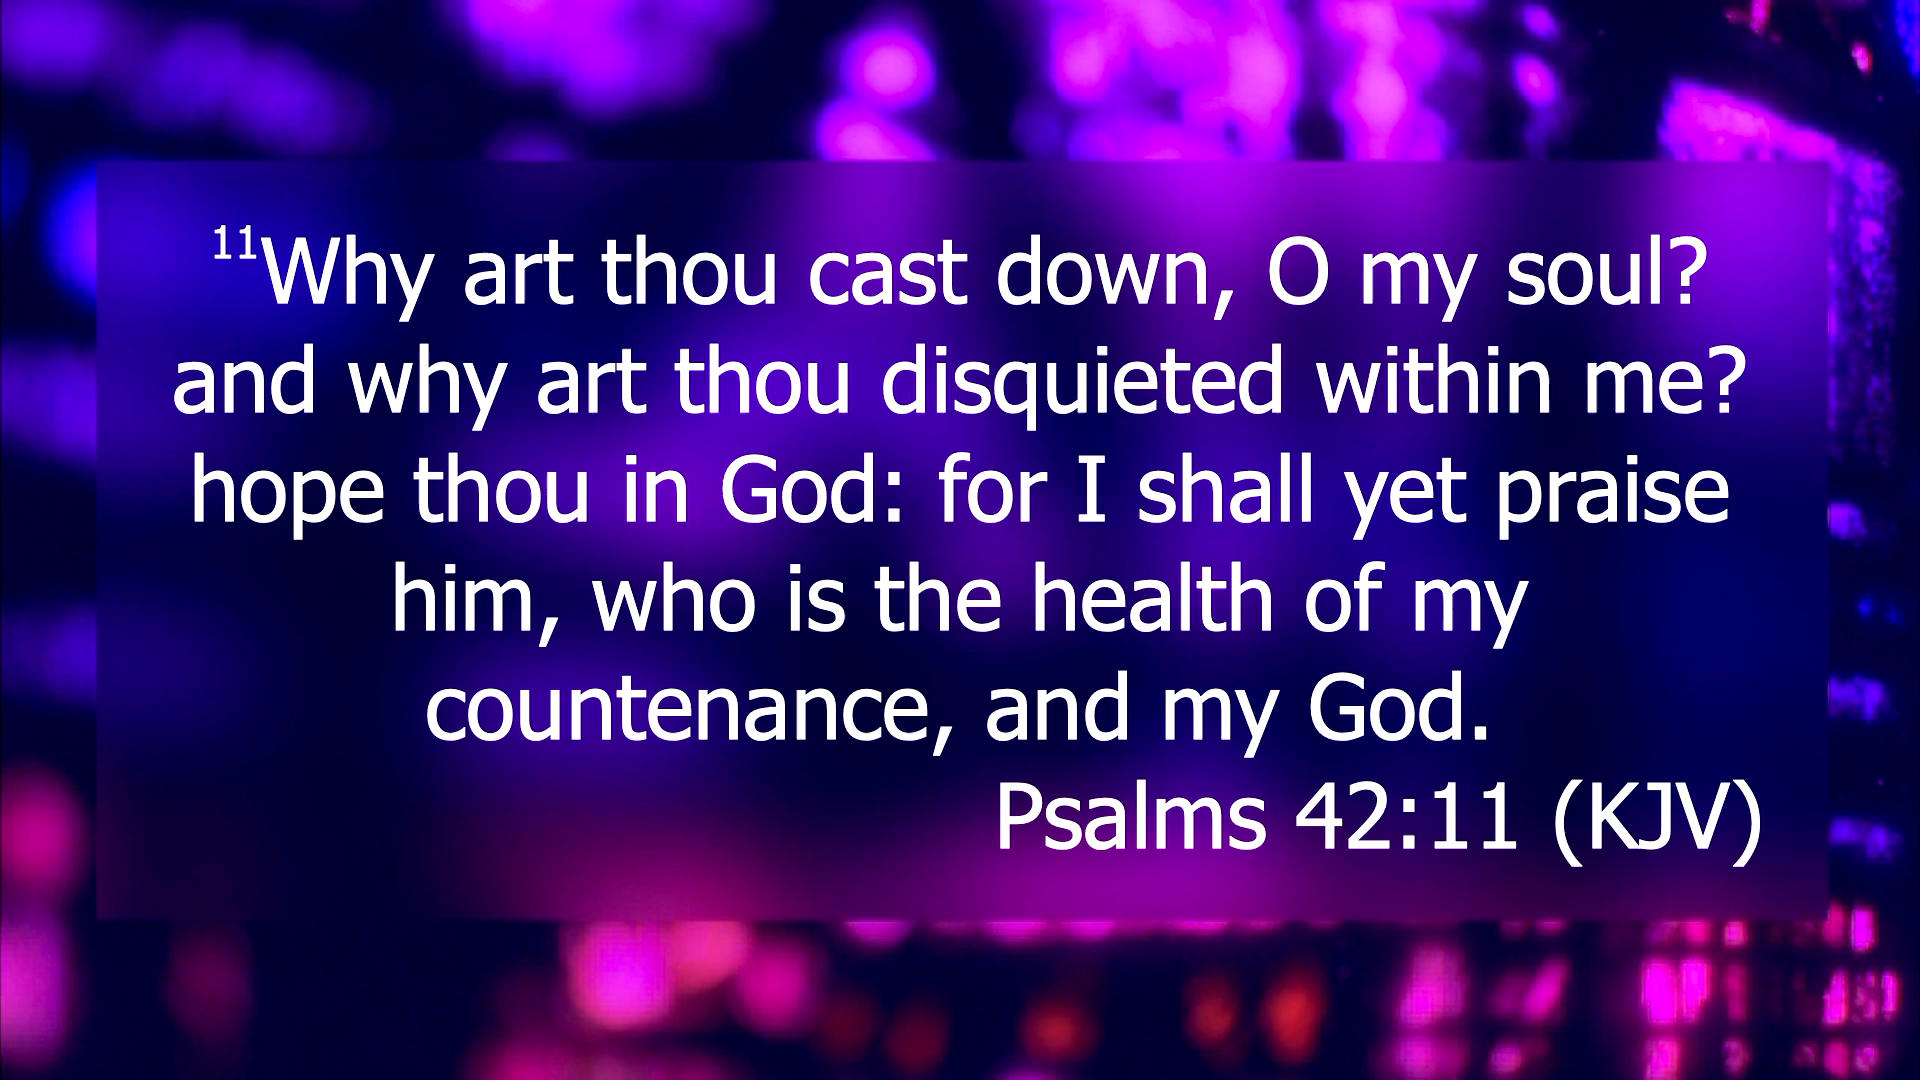 ¹¹Why art thou cast down, O my soul?
and why art thou disquieted within me?
hope thou in God: for I shall yet praise
him, who is the health of my
countenance, and my God.
Psalms 42:11 (KJV)